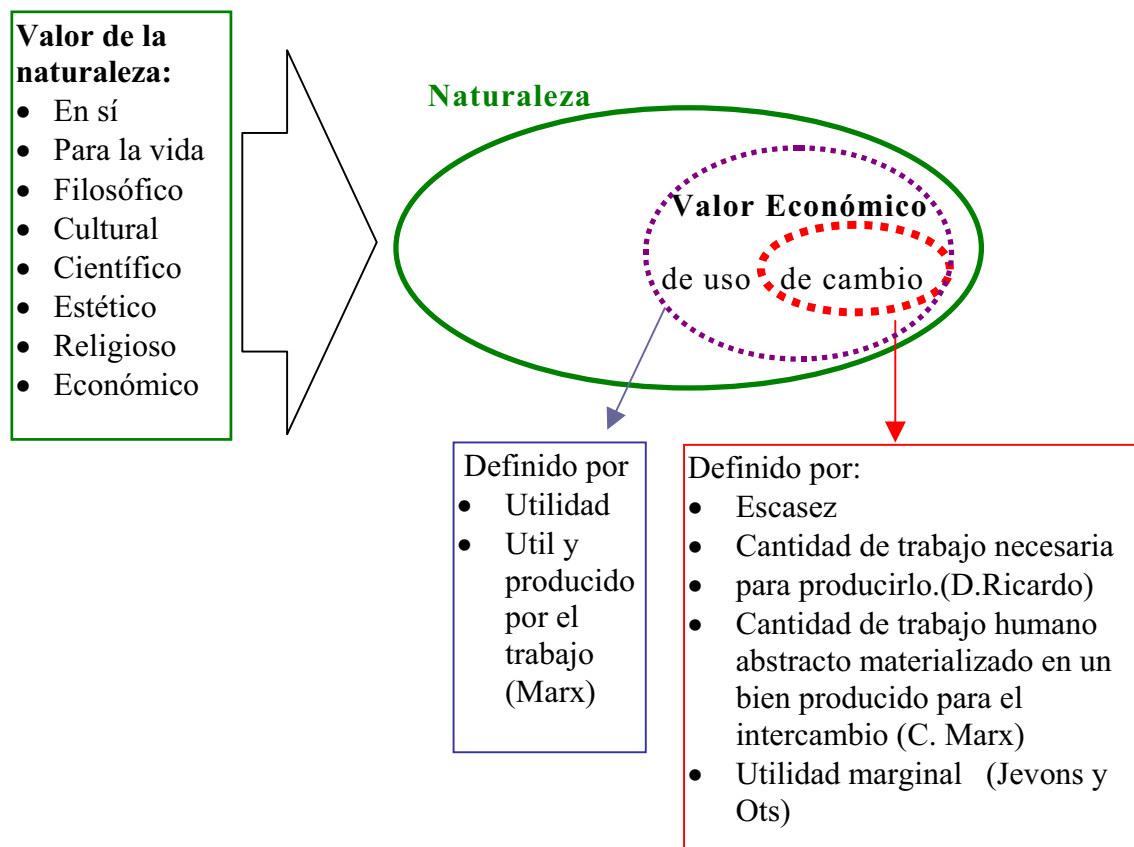 Valor de la
naturaleza:
• En sí
• Para la vida
• Filosófico
• Cultural
• Científico
• Estético
• Religioso
• Económico
Naturaleza
Valor Económico
de uso
de cambio
Definido por
• Utilidad
• Util y
producido
por el
trabajo
(Marx)
Definido por:
• Escasez
• Cantidad de trabajo necesaria
• para producirlo.(D.Ricardo)
• Cantidad de trabajo humano
abstracto materializado en un
bien producido para el
intercambio (C. Marx)
• Utilidad marginal (Jevons y
Ots)